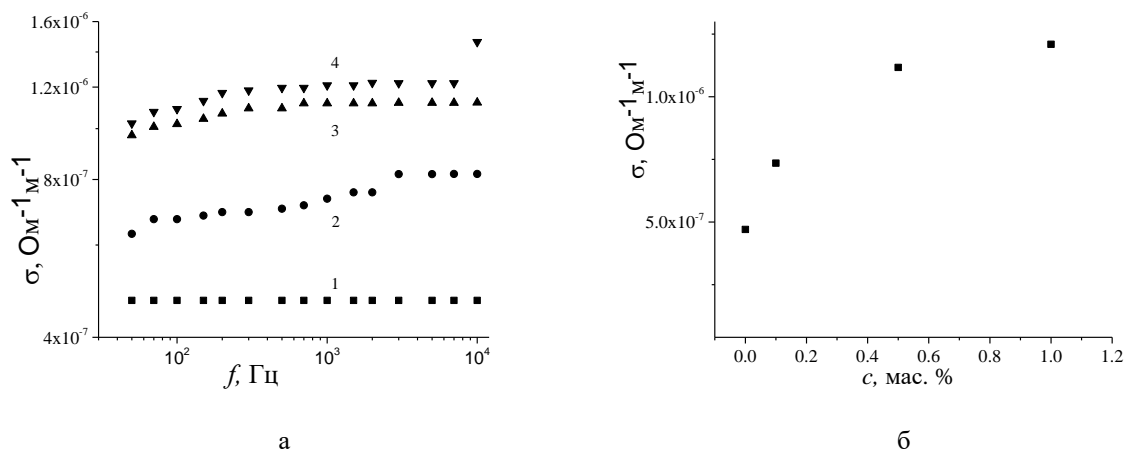 1.6x10⁻⁶
1.2x10⁻⁶
8x10⁻⁷
4x10⁻⁷
σ, Ом⁻¹м⁻¹
4
3
2
1
10²
10³
10⁴
f, Гц
а
1.0x10⁻⁶
5.0x10⁻⁷
σ, Ом⁻¹м⁻¹
0.0 0.2 0.4 0.6 0.8 1.0 1.2
c, мас. %
б